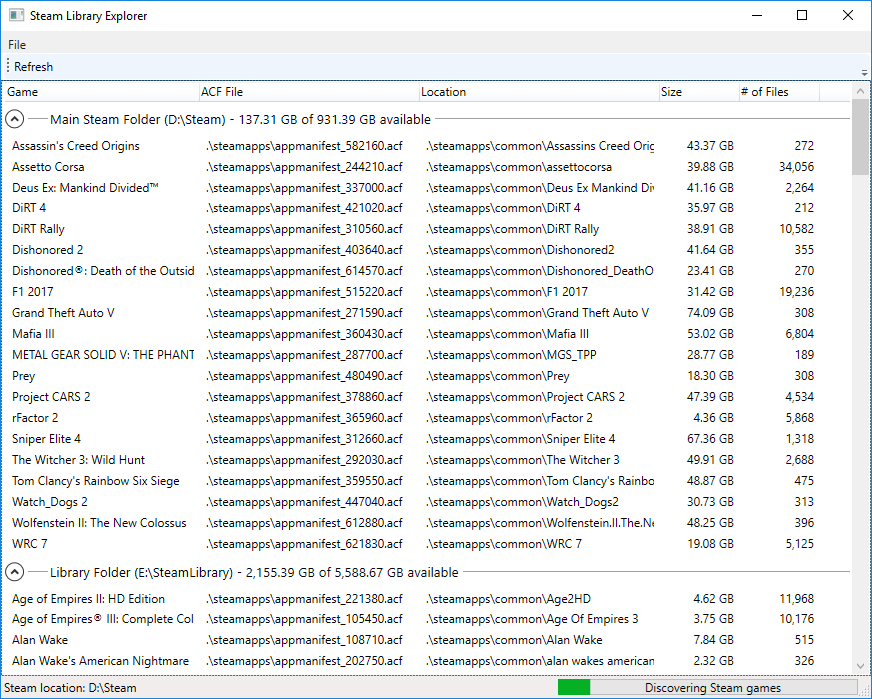 Steam Library Explorer
File
Refresh
Game ACF File Location Size # of Files
Main Steam Folder (D:\Steam) - 137.31 GB of 931.39 GB available
Assassin's Creed Origins .\steamapps\appmanifest_582160.acf .\steamapps\common\Assassins Creed Orig 43.37 GB 272
Assetto Corsa .\steamapps\appmanifest_244210.acf .\steamapps\common\assettocorsa 39.88 GB 34,056
Deus Ex: Mankind Divided™ .\steamapps\appmanifest_337000.acf .\steamapps\common\Deus Ex Mankind Div 41.16 GB 2,264
DiRT 4 .\steamapps\appmanifest_421020.acf .\steamapps\common\DiRT 4 35.97 GB 212
DiRT Rally .\steamapps\appmanifest_310560.acf .\steamapps\common\DiRT Rally 38.91 GB 10,582
Dishonored 2 .\steamapps\appmanifest_403640.acf .\steamapps\common\Dishonored2 41.64 GB 355
Dishonored®: Death of the Outsid .\steamapps\appmanifest_614570.acf .\steamapps\common\Dishonored_DeathO 23.41 GB 270
F1 2017 .\steamapps\appmanifest_515220.acf .\steamapps\common\F1 2017 31.42 GB 19,236
Grand Theft Auto V .\steamapps\appmanifest_271590.acf .\steamapps\common\Grand Theft Auto V 74.09 GB 308
Mafia III .\steamapps\appmanifest_360430.acf .\steamapps\common\Mafia III 53.02 GB 6,804
METAL GEAR SOLID V: THE PHANT .\steamapps\appmanifest_287700.acf .\steamapps\common\MGS_TPP 28.77 GB 189
Prey .\steamapps\appmanifest_480490.acf .\steamapps\common\Prey 18.30 GB 308
Project CARS 2 .\steamapps\appmanifest_378860.acf .\steamapps\common\Project CARS 2 47.39 GB 4,534
rFactor 2 .\steamapps\appmanifest_365960.acf .\steamapps\common\rFactor 2 4.36 GB 5,868
Sniper Elite 4 .\steamapps\appmanifest_312660.acf .\steamapps\common\Sniper Elite 4 67.36 GB 1,318
The Witcher 3: Wild Hunt .\steamapps\appmanifest_292030.acf .\steamapps\common\The Witcher 3 49.91 GB 2,688
Tom Clancy's Rainbow Six Siege .\steamapps\appmanifest_359550.acf .\steamapps\common\Tom Clancy's Rainbo 48.87 GB 475
Watch_Dogs 2 .\steamapps\appmanifest_447040.acf .\steamapps\common\Watch_Dogs2 30.73 GB 313
Wolfenstein II: The New Colossus .\steamapps\appmanifest_612880.acf .\steamapps\common\Wolfenstein.II.The.Ne 48.25 GB 396
WRC 7 .\steamapps\appmanifest_621830.acf .\steamapps\common\WRC 7 19.08 GB 5,125
Library Folder (E:\SteamLibrary) - 2,155.39 GB of 5,588.67 GB available
Age of Empires II: HD Edition .\steamapps\appmanifest_221380.acf .\steamapps\common\Age2HD 4.62 GB 11,968
Age of Empires® III: Complete Col .\steamapps\appmanifest_105450.acf .\steamapps\common\Age Of Empires 3 3.75 GB 10,176
Alan Wake .\steamapps\appmanifest_108710.acf .\steamapps\common\Alan Wake 7.84 GB 515
Alan Wake's American Nightmare .\steamapps\appmanifest_202750.acf .\steamapps\common\alan wakes american 2.32 GB 326
Steam location: D:\Steam Discovering Steam games